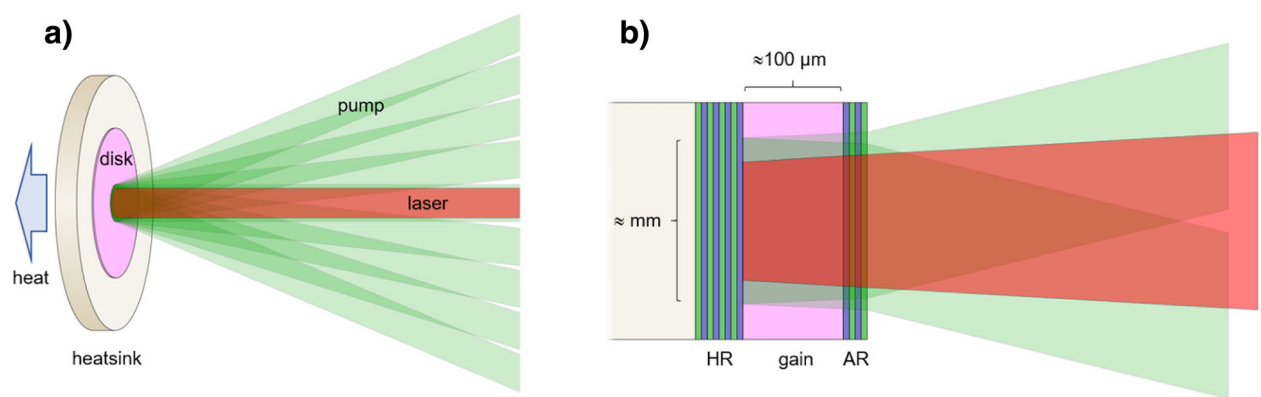 a)
pump
disk
laser
heat
heatsink
b)
≈100 µm
≈ mm
HR
gain
AR